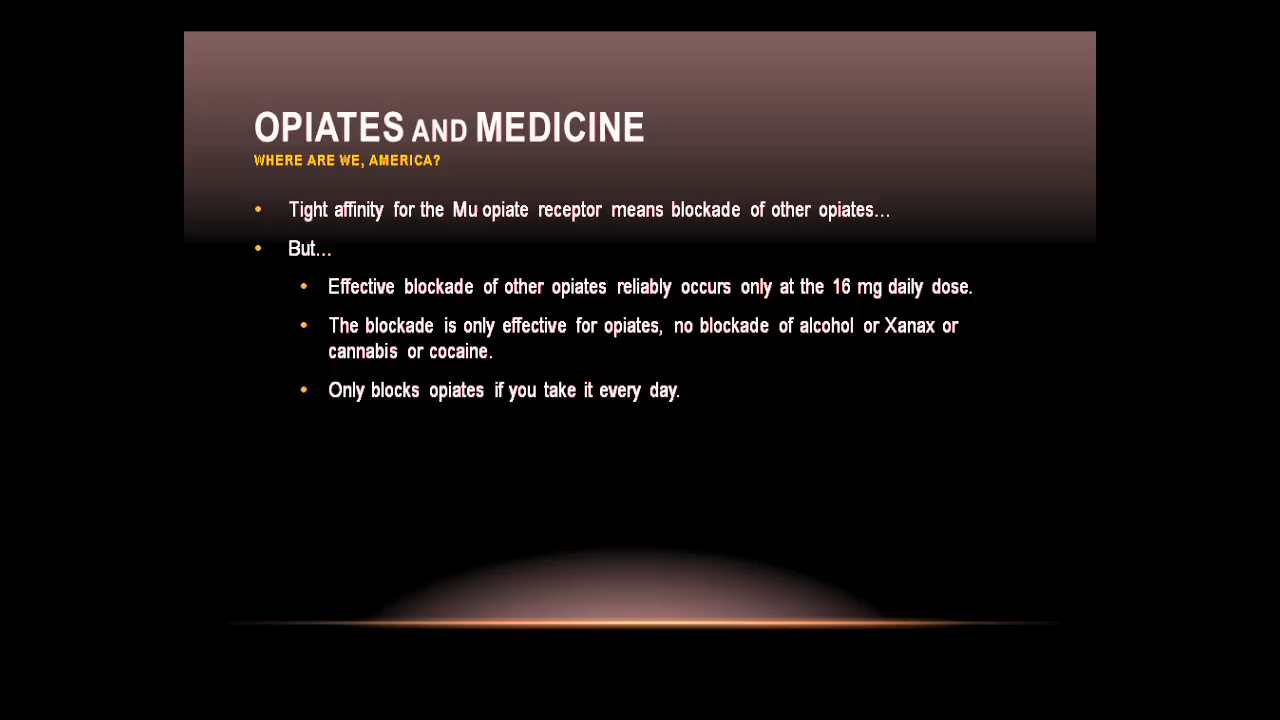 OPIATES AND MEDICINE
WHERE ARE WE, AMERICA?
• Tight affinity for the Mu opiate receptor means blockade of other opiates…
• But…
• Effective blockade of other opiates reliably occurs only at the 16 mg daily dose.
• The blockade is only effective for opiates, no blockade of alcohol or Xanax or
cannabis or cocaine.
• Only blocks opiates if you take it every day.